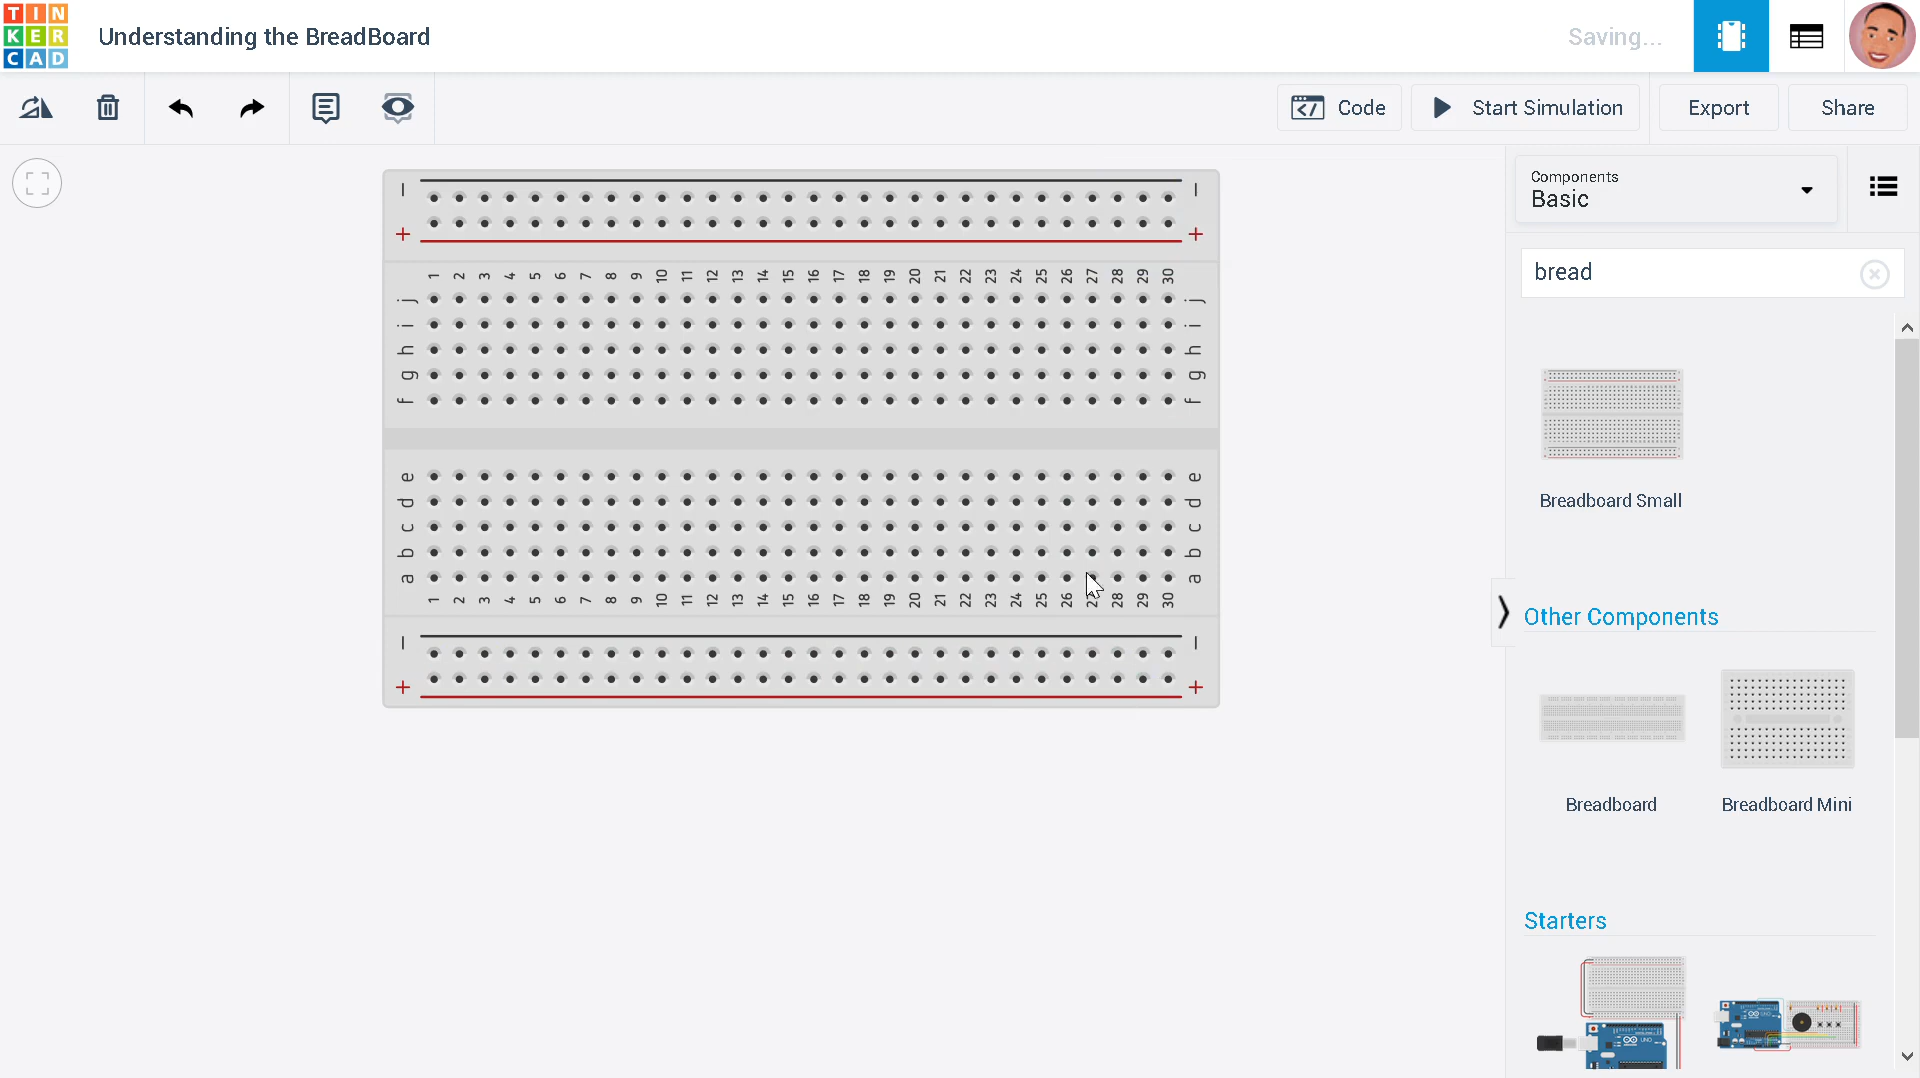 TIN
KER
CAD
Understanding the BreadBoard
Saving...
Code
Start Simulation
Export
Share
Components
Basic
bread
Breadboard Small
Other Components
Breadboard
Breadboard Mini
Starters
− −
+ +
1 2 3 4 5 6 7 8 9 10 11 12 13 14 15 16 17 18 19 20 21 22 23 24 25 26 27 28 29 30
j j
i i
h h
g g
f f
e e
d d
c c
b b
a a
1 2 3 4 5 6 7 8 9 10 11 12 13 14 15 16 17 18 19 20 21 22 23 24 25 26 27 28 29 30
− −
+ +
UNO